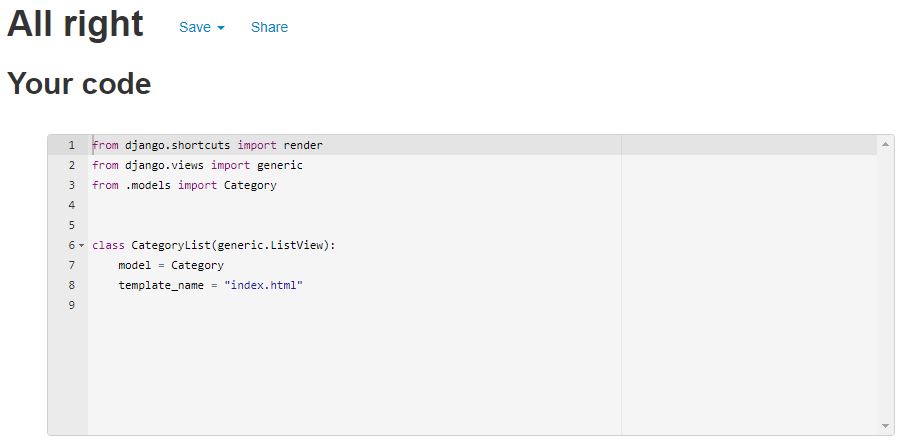 All right Save Share
Your code
1 from django.shortcuts import render
2 from django.views import generic
3 from .models import Category
4
5
6 class CategoryList(generic.ListView):
7     model = Category
8     template_name = "index.html"
9